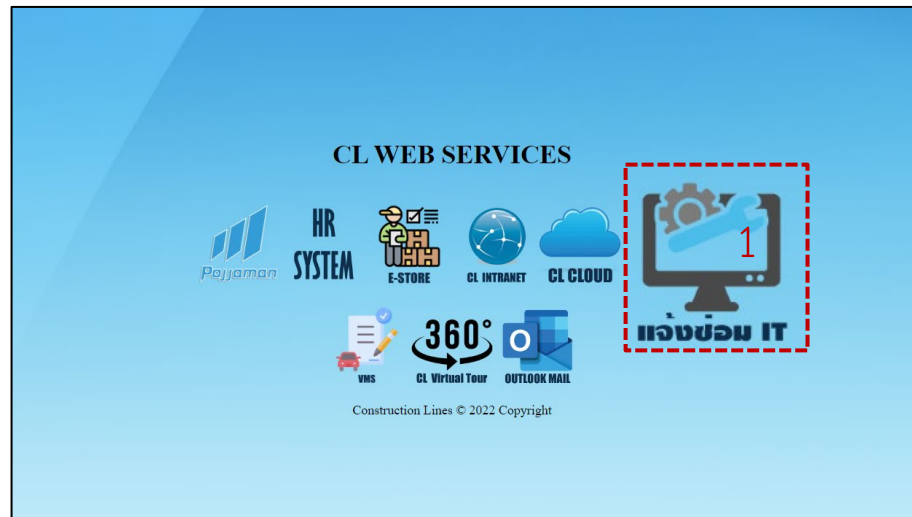 CL WEB SERVICES
Pojjaman
HR
SYSTEM
E-STORE
CL INTRANET
CL CLOUD
1
แจ้งซ่อม IT
VMS
360°
CL Virtual Tour
O
OUTLOOK MAIL
Construction Lines © 2022 Copyright